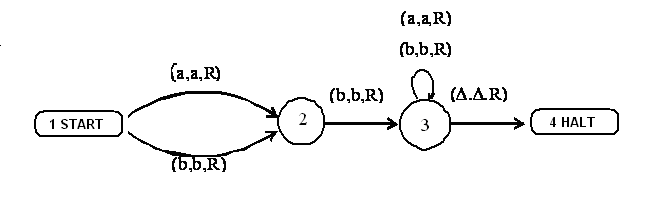 (a,a,R)
(b,b,R)
(a,a,R)
(b,b,R)
(Δ.Δ.R)
1 START
2
3
4 HALT
(b,b,R)